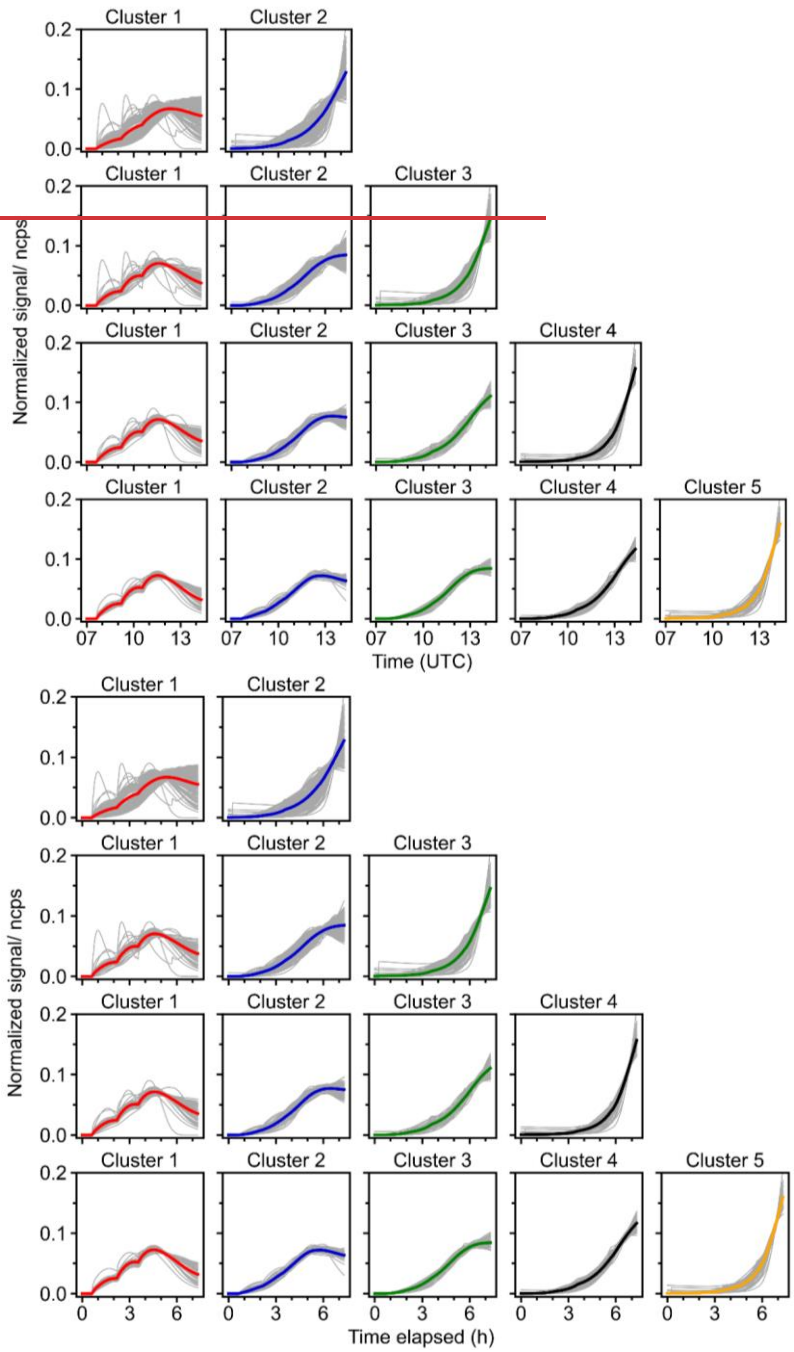 Cluster 1 Cluster 2
0.2
0.1
0.0
Cluster 1 Cluster 2 Cluster 3
0.2
0.1
0.0
Cluster 1 Cluster 2 Cluster 3 Cluster 4
0.2
0.1
0.0
Cluster 1 Cluster 2 Cluster 3 Cluster 4 Cluster 5
0.2
0.1
0.0
07 10 13 07 10 13 07 10 13 07 10 13 07 10 13
Time (UTC)
Normalized signal/ ncps
Cluster 1 Cluster 2
0.2
0.1
0.0
Cluster 1 Cluster 2 Cluster 3
0.2
0.1
0.0
Cluster 1 Cluster 2 Cluster 3 Cluster 4
0.2
0.1
0.0
Cluster 1 Cluster 2 Cluster 3 Cluster 4 Cluster 5
0.2
0.1
0.0
0 3 6 0 3 6 0 3 6 0 3 6 0 3 6
Time elapsed (h)
Normalized signal/ ncps